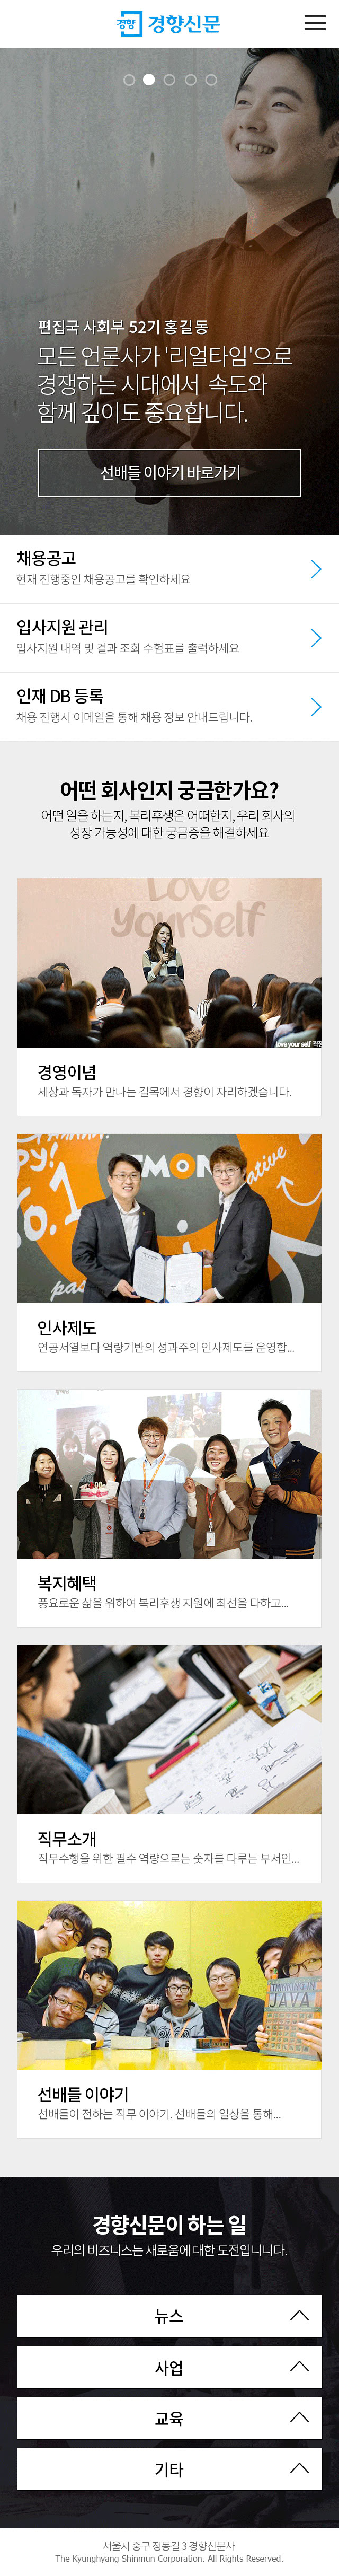 경향 경향신문
편집국 사회부 52기 홍길동
모든 언론사가 '리얼타임'으로
경쟁하는 시대에서 속도와
함께 깊이도 중요합니다.
선배들 이야기 바로가기
채용공고
현재 진행중인 채용공고를 확인하세요
입사지원 관리
입사지원 내역 및 결과 조회 수험표를 출력하세요
인재 DB 등록
채용 진행시 이메일을 통해 채용 정보 안내드립니다.
어떤 회사인지 궁금한가요?
어떤 일을 하는지, 복리후생은 어떠한지, 우리 회사의
성장 가능성에 대한 궁금증을 해결하세요
Love
Yourself
love your self
경영이념
세상과 독자가 만나는 길목에서 경향이 자리하겠습니다.
TMON
ative
o.1
pas
인사제도
연공서열보다 역량기반의 성과주의 인사제도를 운영합...
복지혜택
풍요로운 삶을 위하여 복리후생 지원에 최선을 다하고...
직무소개
직무수행을 위한 필수 역량으로는 숫자를 다루는 부서인...
THINKING IN
JAVA
선배들 이야기
선배들이 전하는 직무 이야기. 선배들의 일상을 통해...
경향신문이 하는 일
우리의 비즈니스는 새로움에 대한 도전입니니다.
뉴스
사업
교육
기타
서울시 중구 정동길 3 경향신문사
The Kyunghyang Shinmun Corporation. All Rights Reserved.